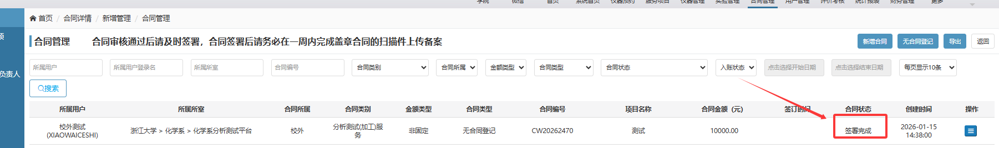 学院 微信 首页 系统首页 仪器预约 服务项目 仪器管理 实验管理 合同管理 用户管理 评价考核 统计报表 财务管理 更多
首页 / 合同详情 / 新增管理 / 合同管理
合同管理 合同审核通过后请及时签署，合同签署后请务必在一周内完成盖章合同的扫描件上传备案
新增合同 无合同登记 导出 返回
负责人
所属用户 所属用户登录名 所属所室 合同编号 合同类别 合同所属 金额类型 合同类型 合同状态 入账状态 点击选择开始日期 点击选择结束日期 每页显示10条
搜索
所属用户 所属所室 合同所属 合同类别 金额类型 合同类型 合同编号 项目名称 合同金额（元） 签订时间 合同状态 创建时间 操作
校外测试
(XIAOWAICESHI)
浙江大学 > 化学系 > 化学系分析测试平台
校外
分析测试(加工)服
务
非固定
无合同登记
CW20262470
测试
10000.00
签署完成
2026-01-15
14:38:00